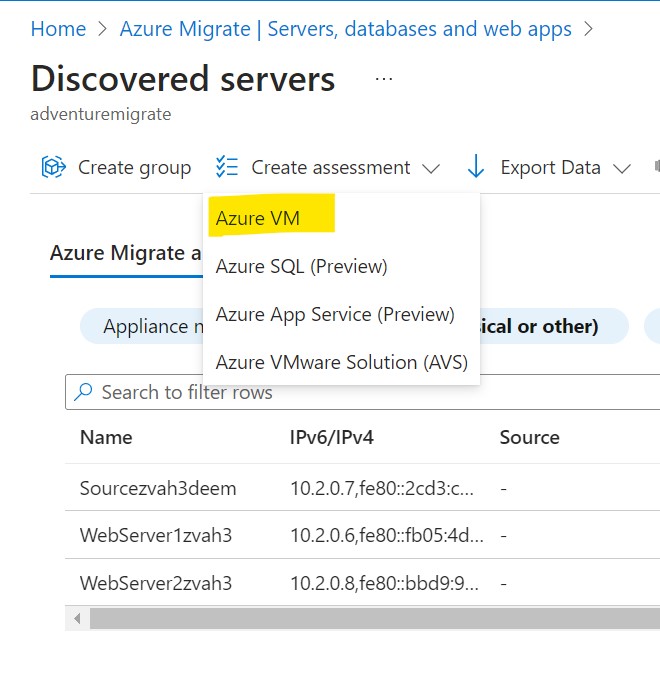 Home > Azure Migrate | Servers, databases and web apps >
Discovered servers ...
adventuremigrate
Create group Create assessment Export Data
Azure VM
Azure SQL (Preview)
Azure App Service (Preview)
Azure VMware Solution (AVS)
Azure Migrate a
Appliance ical or other)
Search to filter rows
Name IPv6/IPv4 Source
Sourcezvah3deem 10.2.0.7,fe80::2cd3:c... -
WebServer1zvah3 10.2.0.6,fe80::fb05:4d... -
WebServer2zvah3 10.2.0.8,fe80::bbd9:9... -